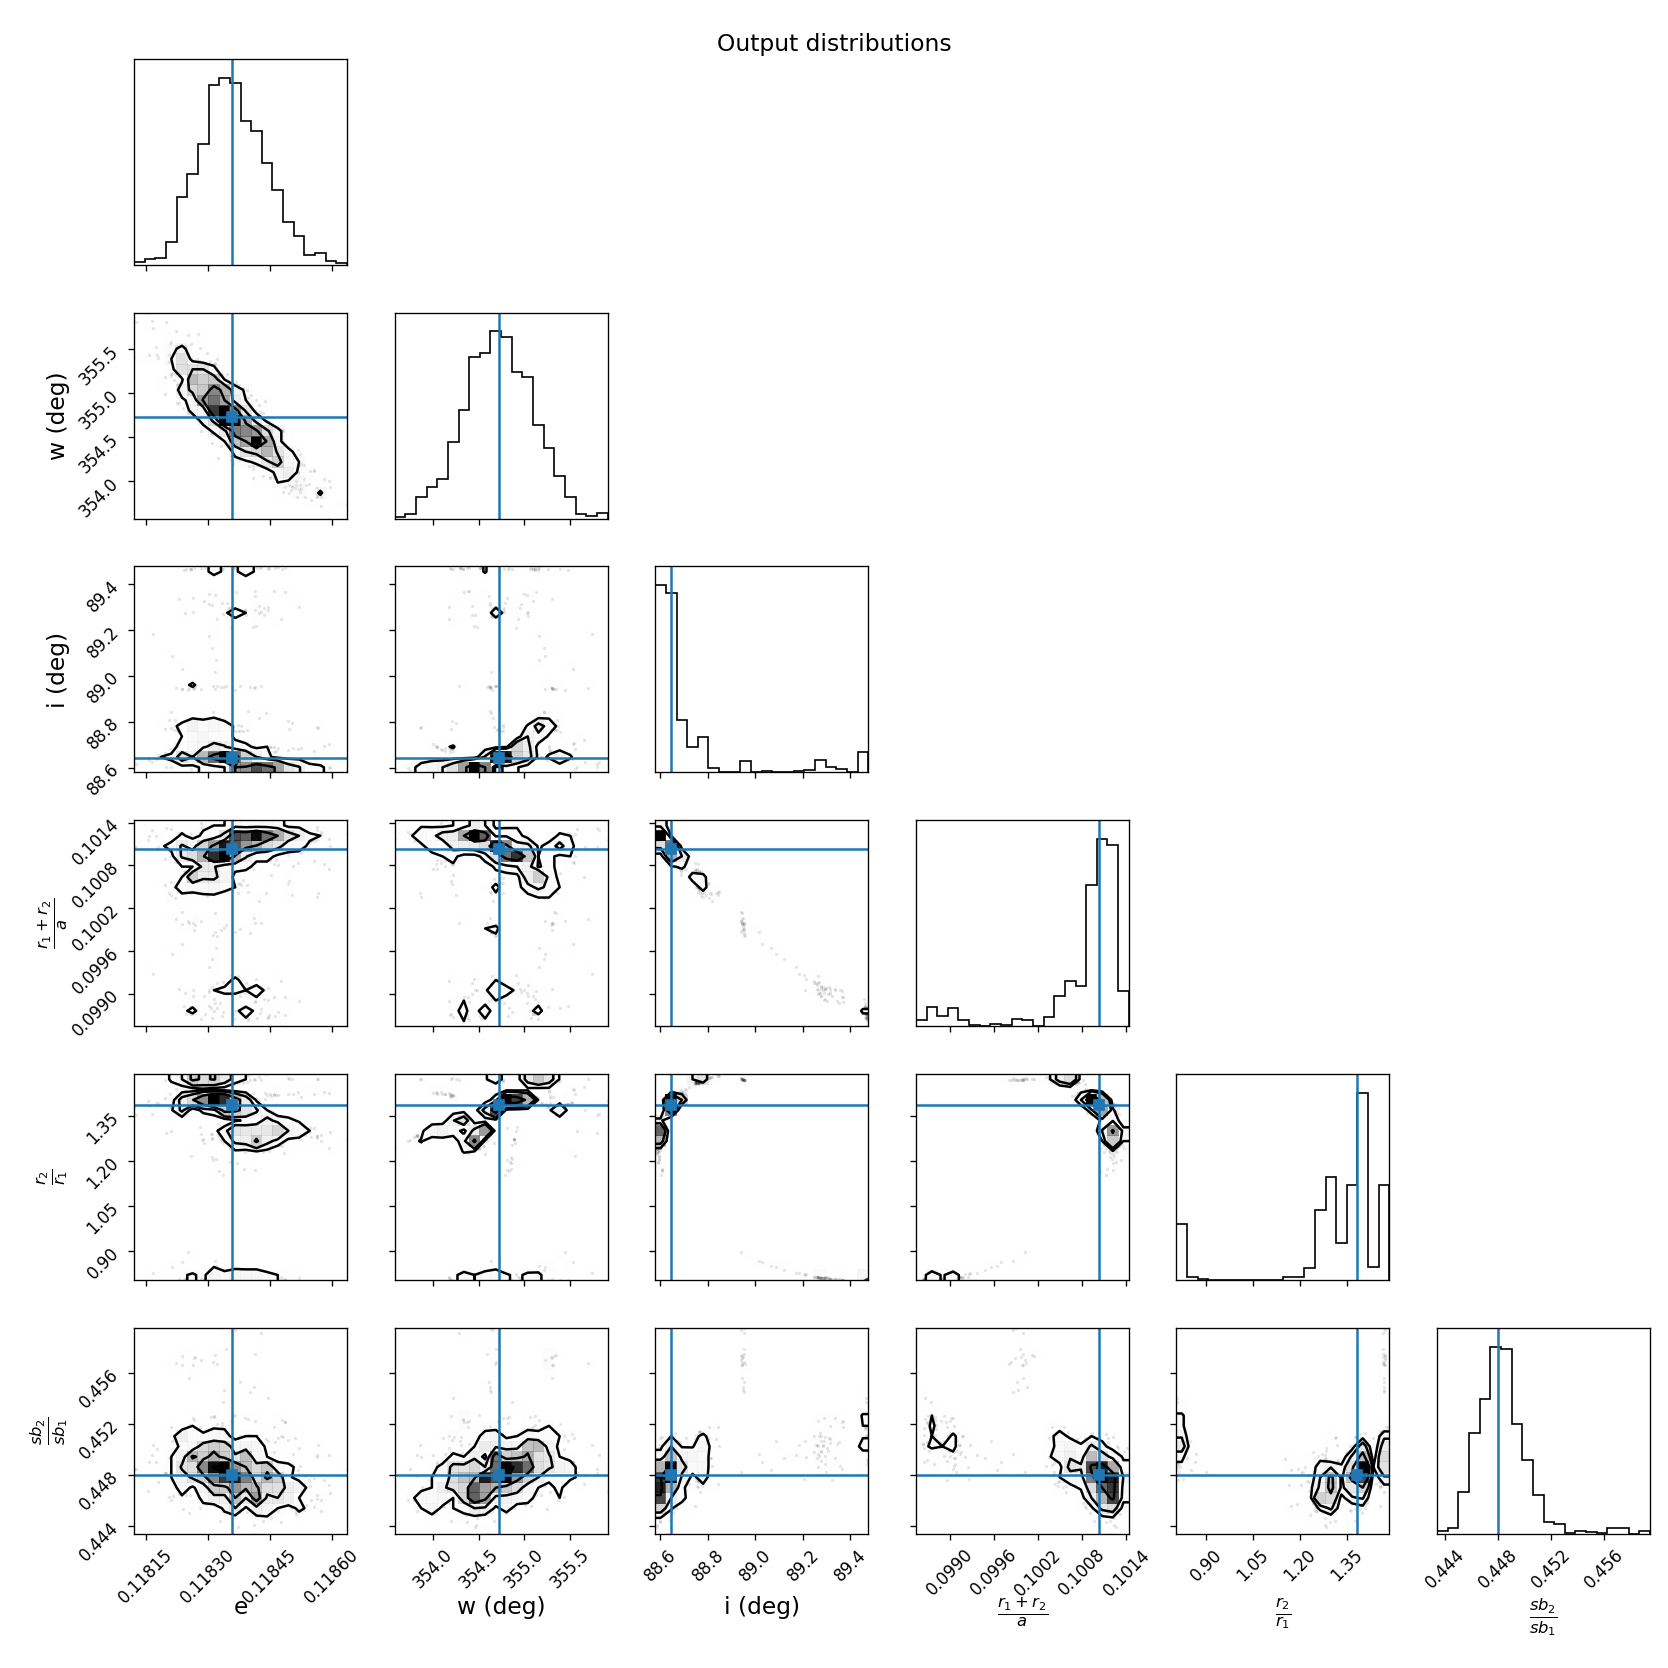 Output distributions
w (deg)
355.5
355.0
354.5
354.0
i (deg)
89.4
89.2
89.0
88.8
88.6
r1 + r2
a
0.1014
0.1008
0.1002
0.0996
0.0990
r2
r1
1.35
1.20
1.05
0.90
sb2
sb1
0.456
0.452
0.448
0.444
0.11815 0.11830 0.11845 0.11860 354.0 354.5 355.0 355.5 88.6 88.8 89.0 89.2 89.4 0.0990 0.0996 0.1002 0.1008 0.1014 0.90 1.05 1.20 1.35 0.444 0.448 0.452 0.456
e w (deg) i (deg) r1 + r2 r2 sb2
a r1 sb1